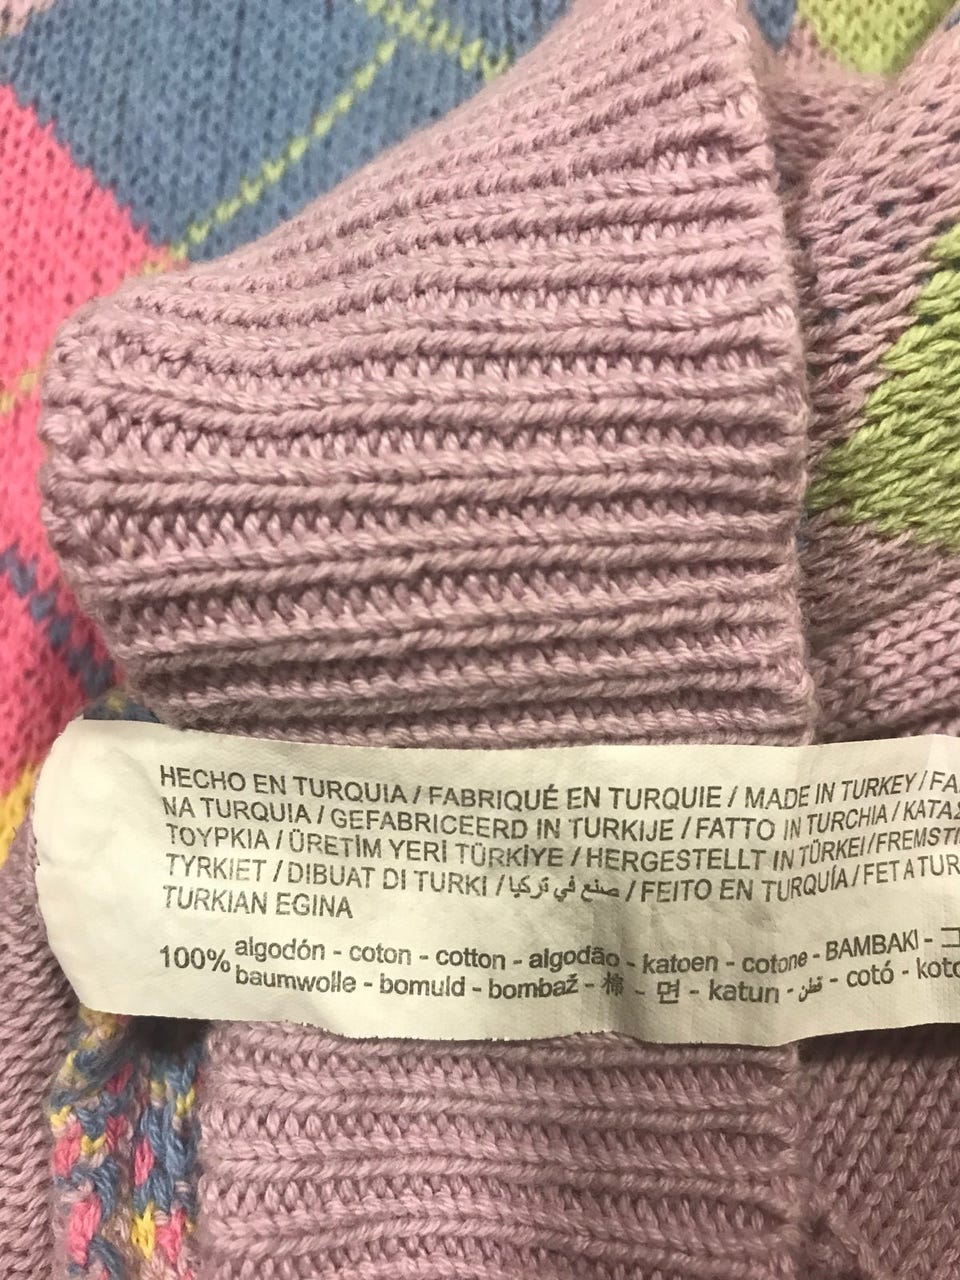 HECHO EN TURQUIA / FABRIQUÉ EN TURQUIE / MADE IN TURKEY /
NA TURQUIA / GEFABRICEERD IN TURKIJE / FATTO IN TURCHIA /
ΤΟΥΡΚΙΑ / ÜRETİM YERİ TÜRKİYE / HERGESTELLT IN TÜRKEI /
TYRKIET / DIBUAT DI TURKI / صنع في تركيا / FEITO EN TURQUÍA / FET A
TURKIAN EGINA
100% algodón - coton - cotton - algodão - katoen - cotone - BAMBAKI -
baumwolle - bomuld - bombaž - 棉 - 면 - katun - قطن - cotó -